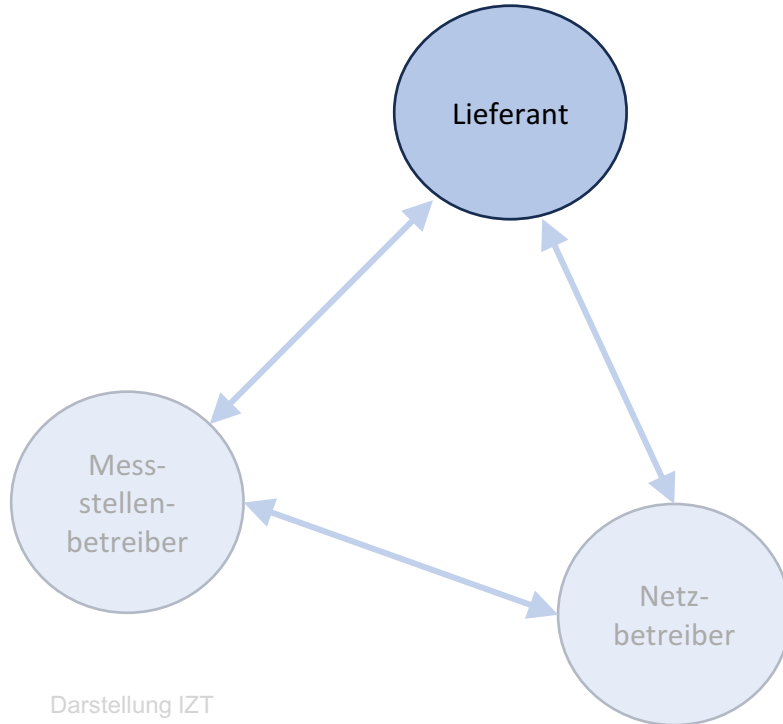 Lieferant
Mess-
stellen-
betreiber
Netz-
betreiber
Darstellung IZT